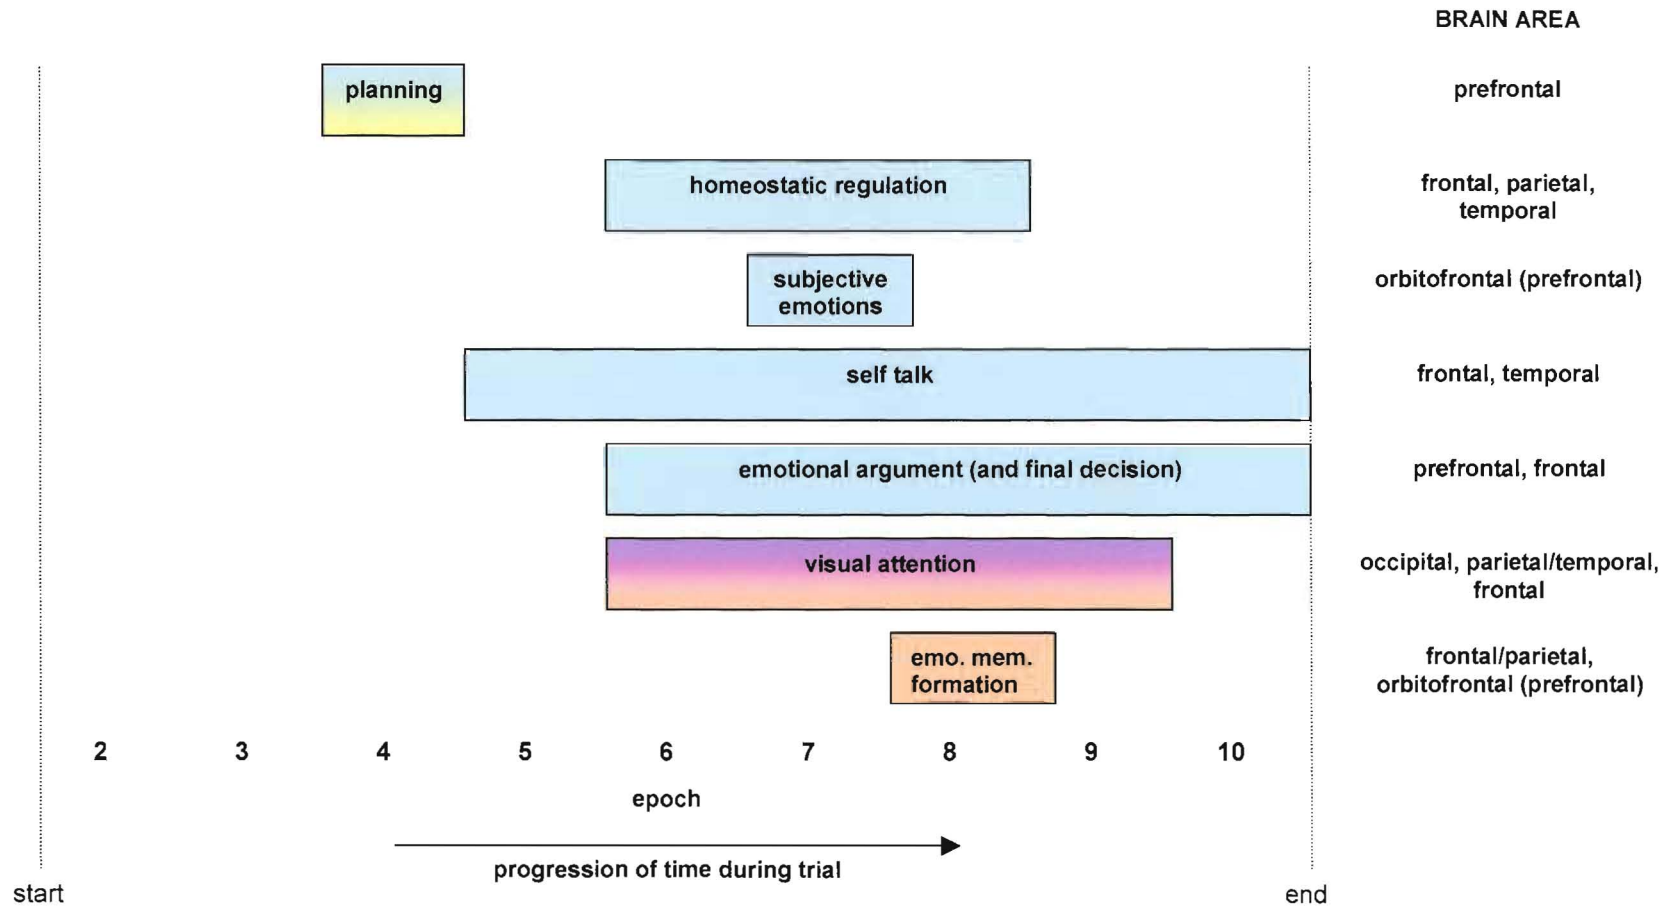 BRAIN AREA
planning
prefrontal
homeostatic regulation
frontal, parietal,
temporal
subjective
emotions
orbitofrontal (prefrontal)
self talk
frontal, temporal
emotional argument (and final decision)
prefrontal, frontal
visual attention
occipital, parietal/temporal,
frontal
emo. mem.
formation
frontal/parietal,
orbitofrontal (prefrontal)
2 3 4 5 6 7 8 9 10
epoch
progression of time during trial
start
end